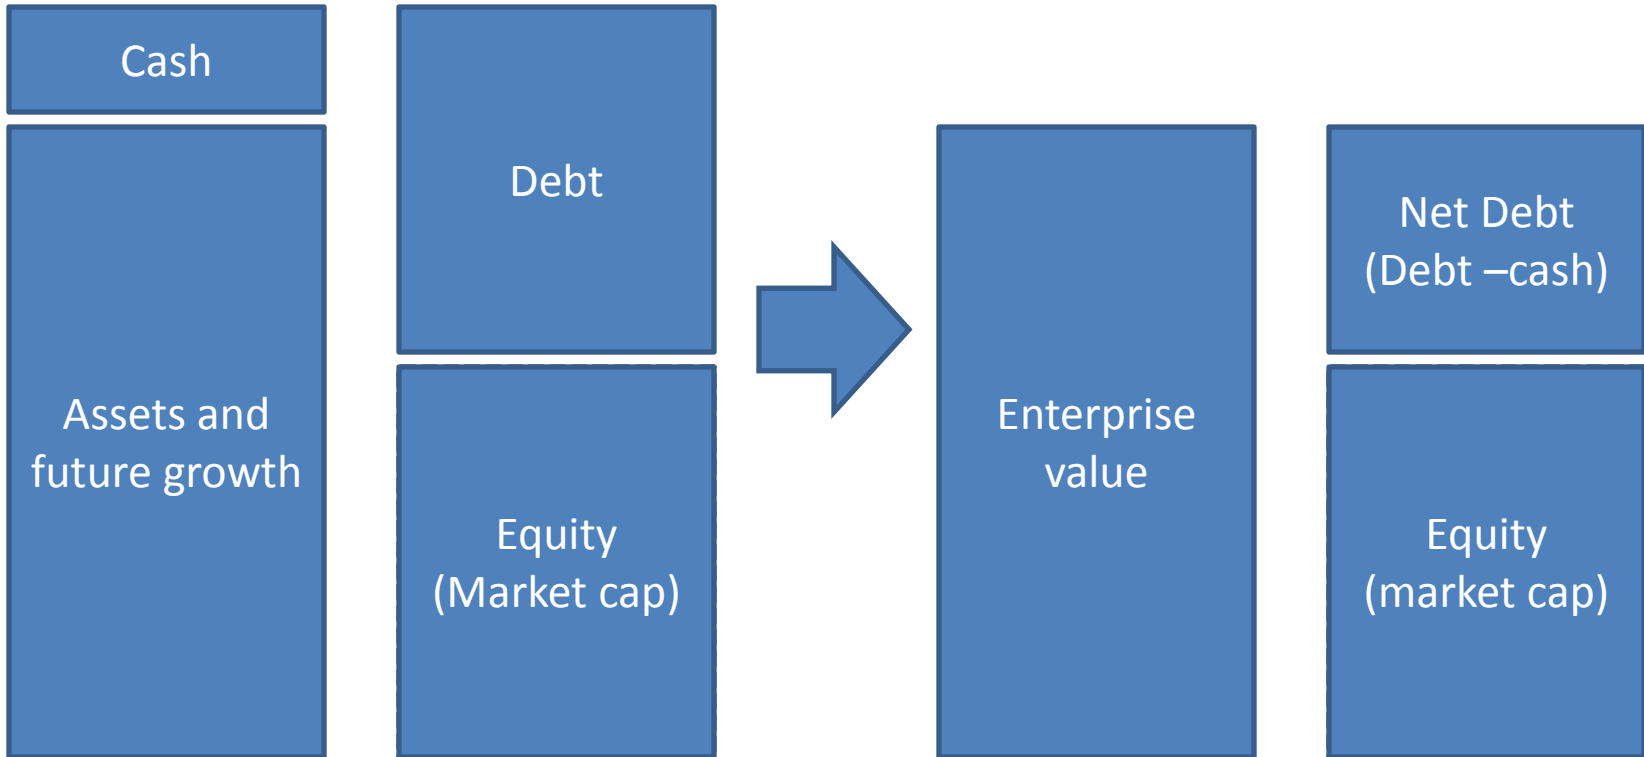 Cash
Assets and
future growth
Debt
Equity
(Market cap)
Enterprise
value
Net Debt
(Debt –cash)
Equity
(market cap)